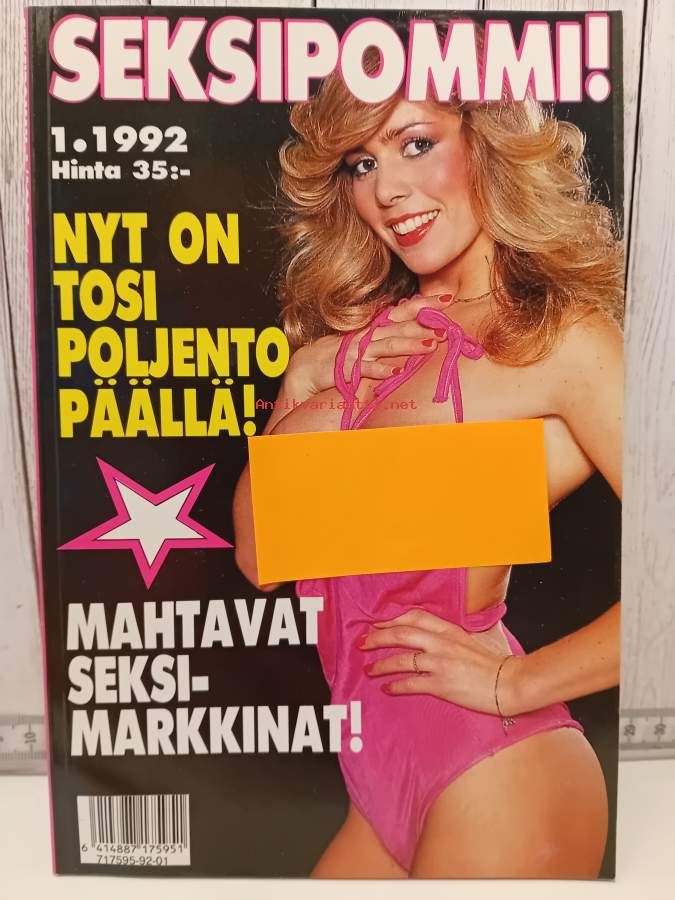 SEKSIPOMMI!
1.1992
Hinta 35:-
NYT ON
TOSI
POLJENTO
PÄÄLLÄ!
Antikvariaatit.net
MAHTAVAT
SEKSI-
MARKKINAT!
6 414887 175951
717595-92-01